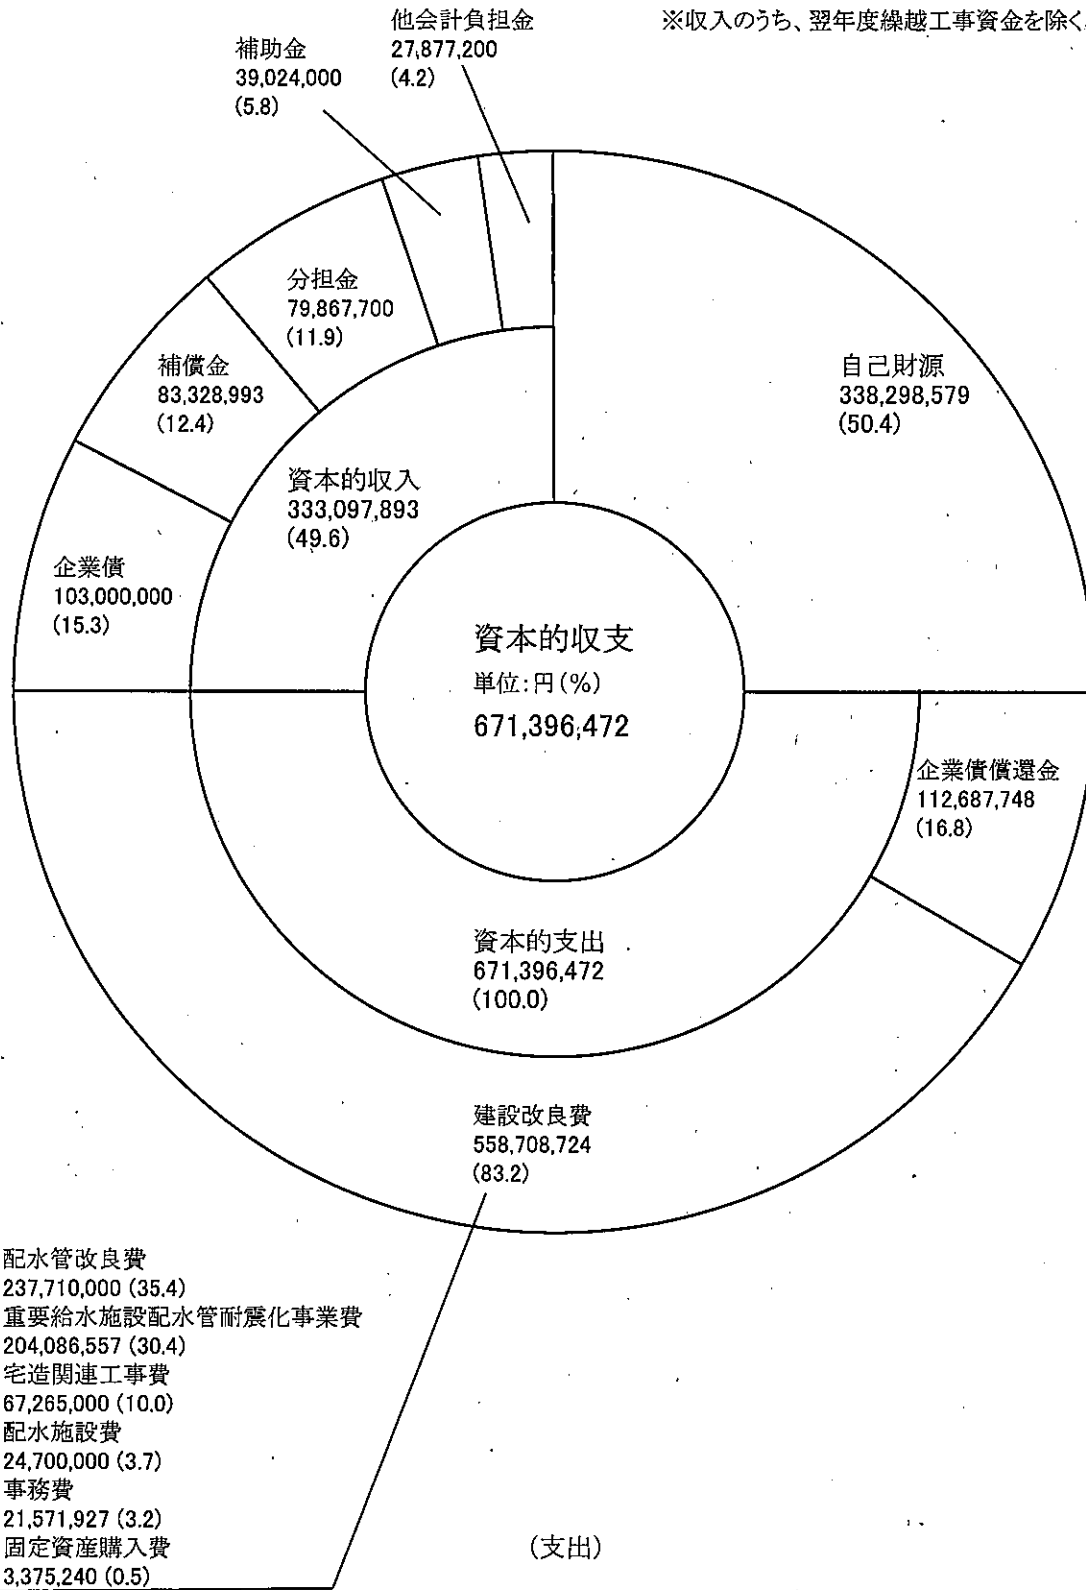 ※収入のうち、翌年度繰越工事資金を除く。
他会計負担金
27,877,200
(4.2)
補助金
39,024,000
(5.8)
分担金
79,867,700
(11.9)
補償金
83,328,993
(12.4)
自己財源
338,298,579
(50.4)
資本的収入
333,097,893
(49.6)
企業債
103,000,000
(15.3)
資本的収支
単位:円(%)
671,396,472
企業債償還金
112,687,748
(16.8)
資本的支出
671,396,472
(100.0)
建設改良費
558,708,724
(83.2)
配水管改良費
237,710,000 (35.4)
重要給水施設配水管耐震化事業費
204,086,557 (30.4)
宅造関連工事費
67,265,000 (10.0)
配水施設費
24,700,000 (3.7)
事務費
21,571,927 (3.2)
固定資産購入費
3,375,240 (0.5)
(支出)